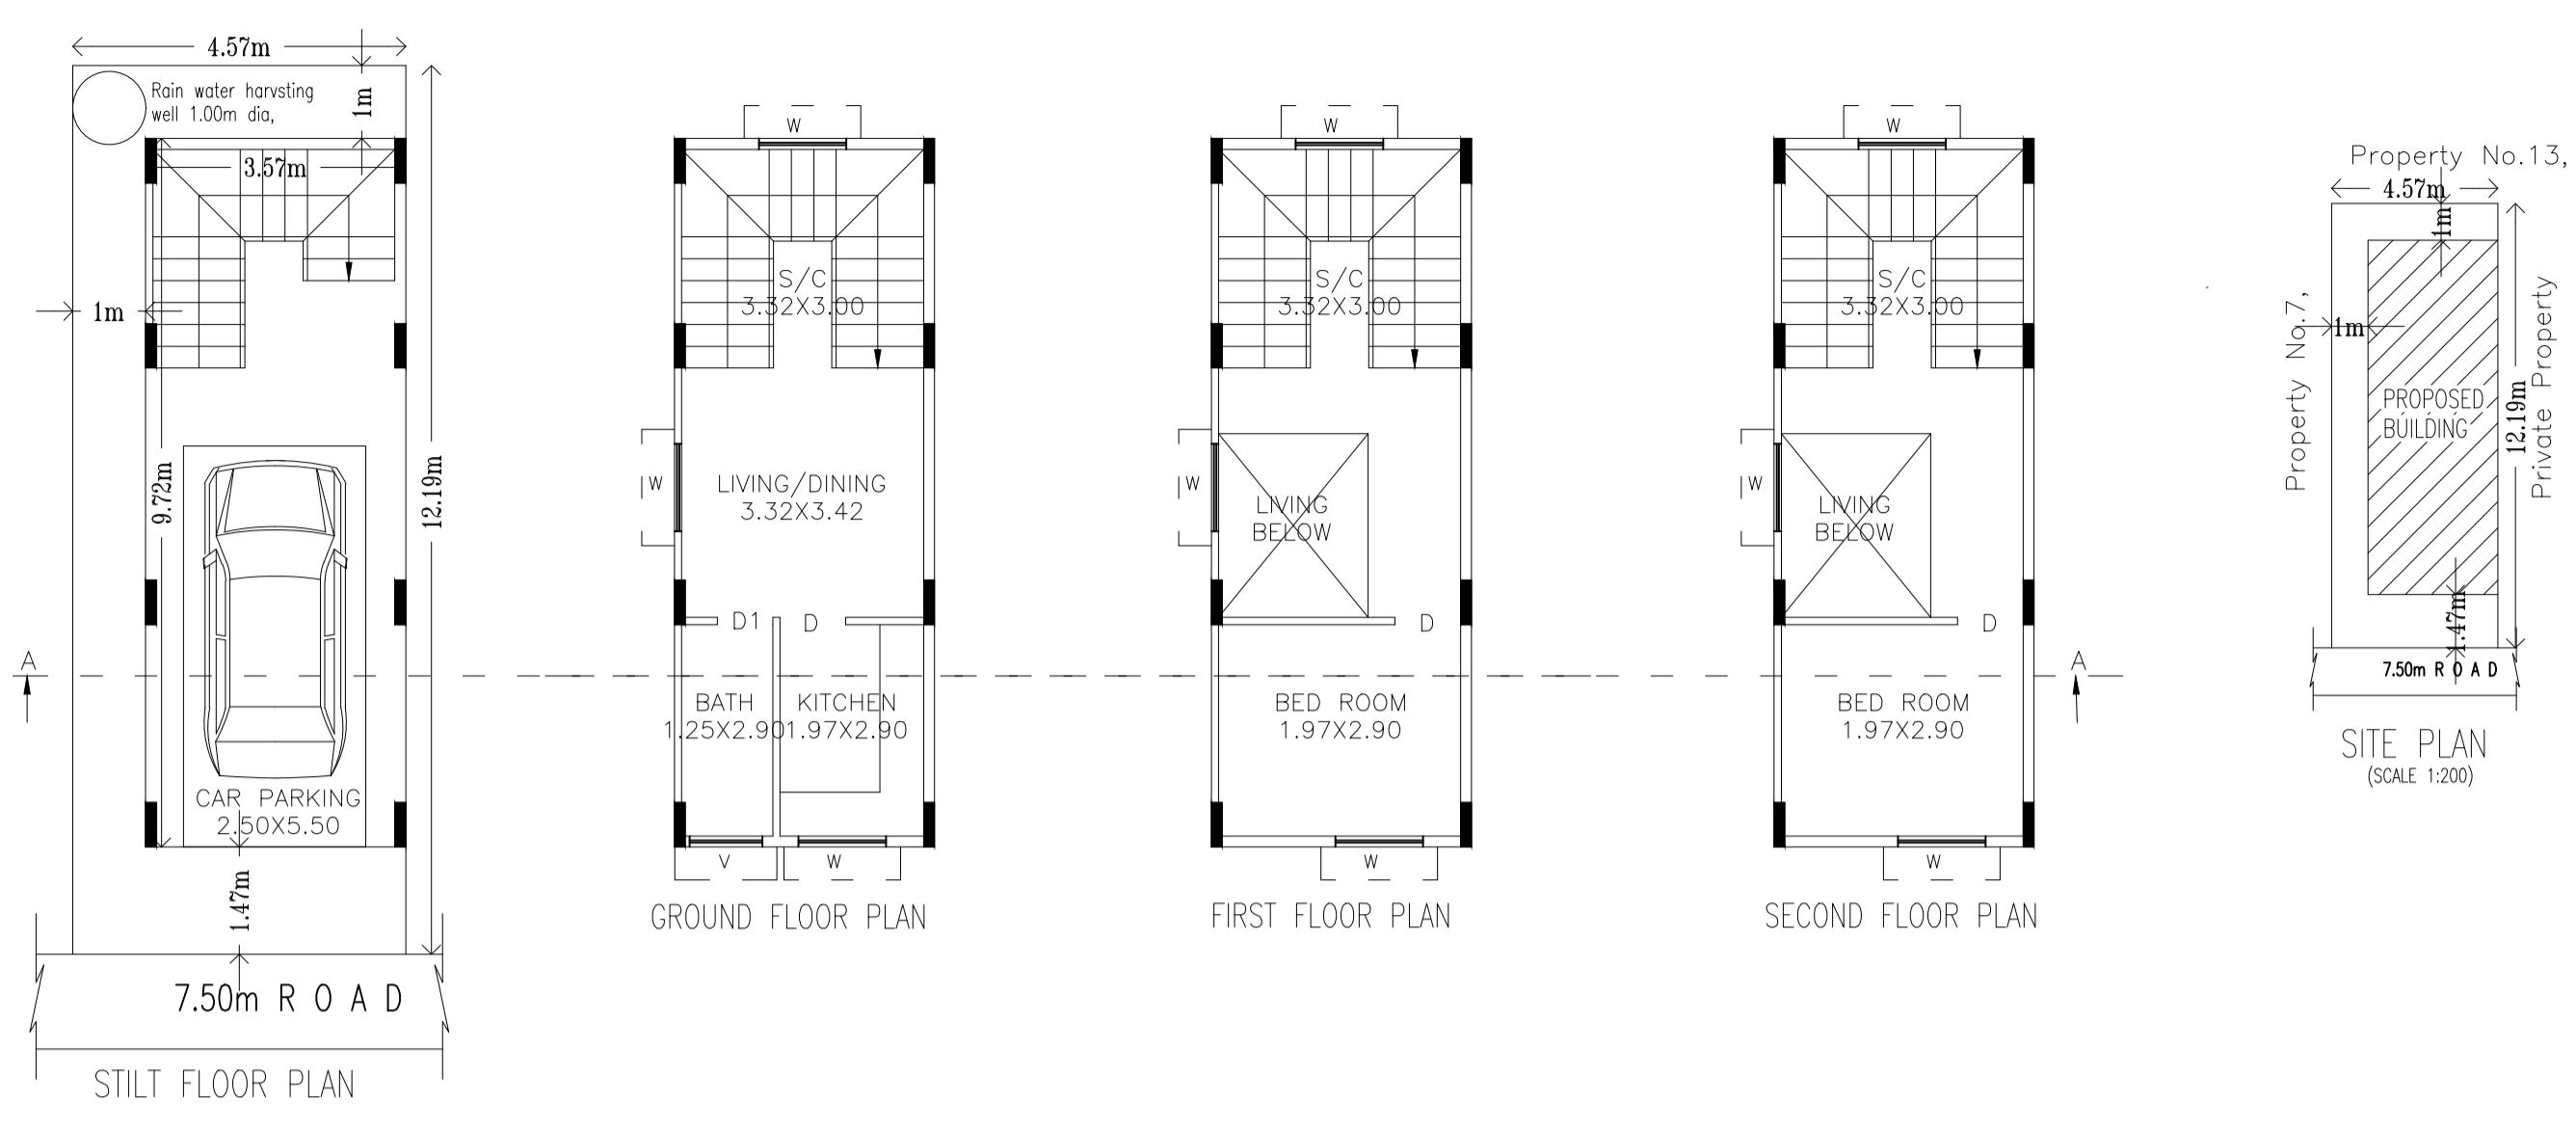 4.57m
Rain water harvsting
well 1.00m dia,
1m
3.57m
1m
9.72m
12.19m
A
CAR PARKING
2.50X5.50
1.47m
7.50m R O A D
STILT FLOOR PLAN
W
S/C
3.32X3.00
W
LIVING/DINING
3.32X3.42
D1
D
BATH
1.25X2.90
KITCHEN
1.97X2.90
V
W
GROUND FLOOR PLAN
W
S/C
3.32X3.00
W
LIVING
BELOW
D
BED ROOM
1.97X2.90
W
FIRST FLOOR PLAN
W
S/C
3.32X3.00
W
LIVING
BELOW
D
A
BED ROOM
1.97X2.90
W
SECOND FLOOR PLAN
Property No.13,
4.57m
1m
Property No.7,
1m
PROPOSED
BUILDING
12.19m
Private Property
1.47m
7.50m R O A D
SITE PLAN
(SCALE 1:200)